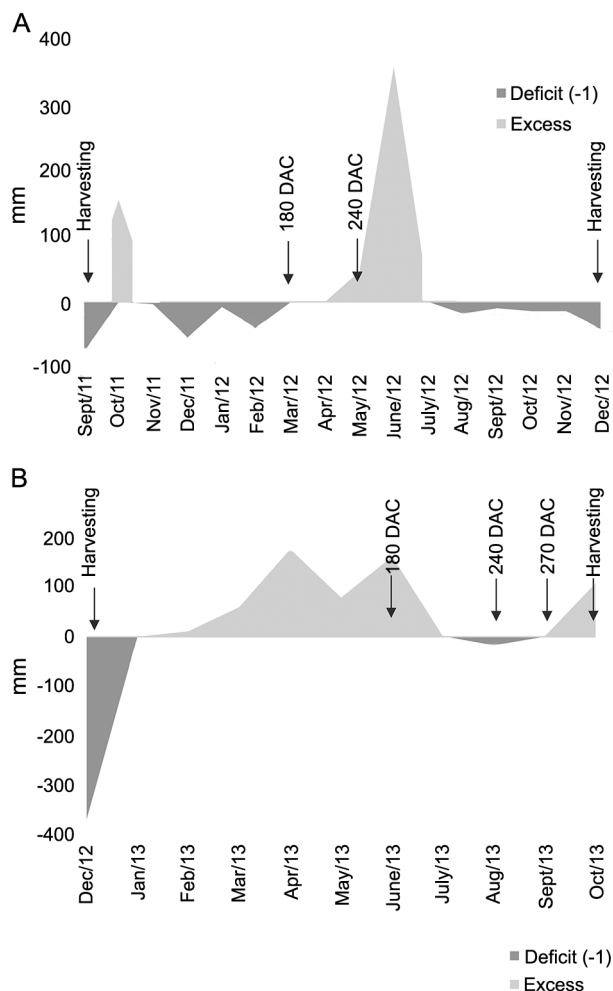 A
400
300
200
100
0
-100
mm
Deficit (-1)
Excess
Harvesting
180 DAC
240 DAC
Harvesting
Sept/11
Oct/11
Nov/11
Dec/11
Jan/12
Feb/12
Mar/12
Apr/12
May/12
June/12
July/12
Aug/12
Sept/12
Oct/12
Nov/12
Dec/12
B
200
100
0
-100
-200
-300
-400
mm
Harvesting
180 DAC
240 DAC
270 DAC
Harvesting
Dec/12
Jan/13
Feb/13
Mar/13
Apr/13
May/13
June/13
July/13
Aug/13
Sept/13
Oct/13
Deficit (-1)
Excess